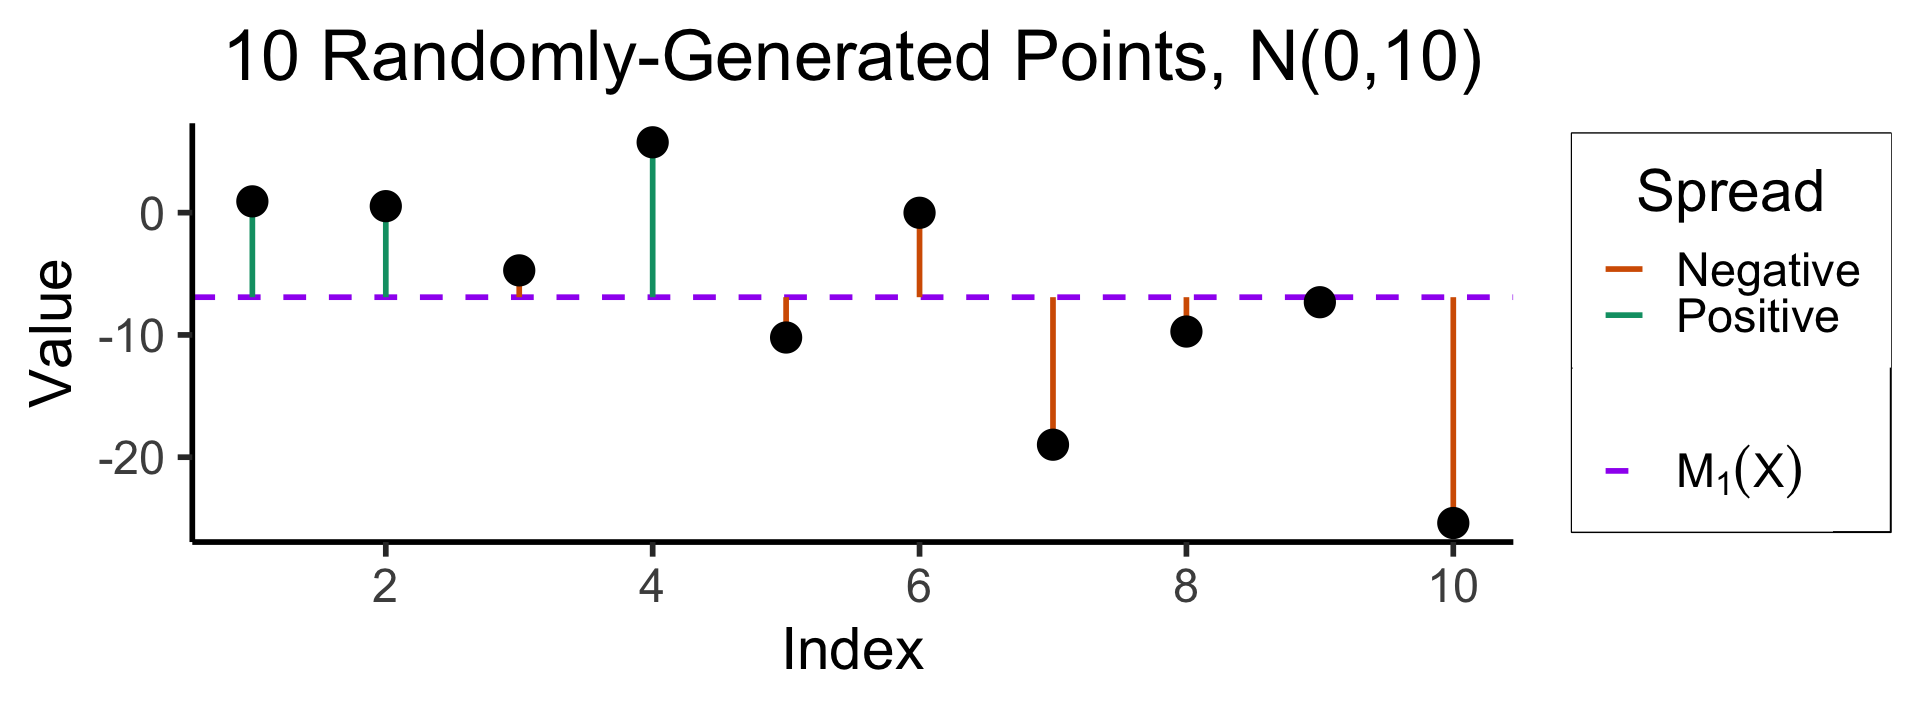 10 Randomly-Generated Points, N(0,10)
Value
0
-10
-20
2 4 6 8 10
Index
Spread
Negative
Positive
M₁(X)